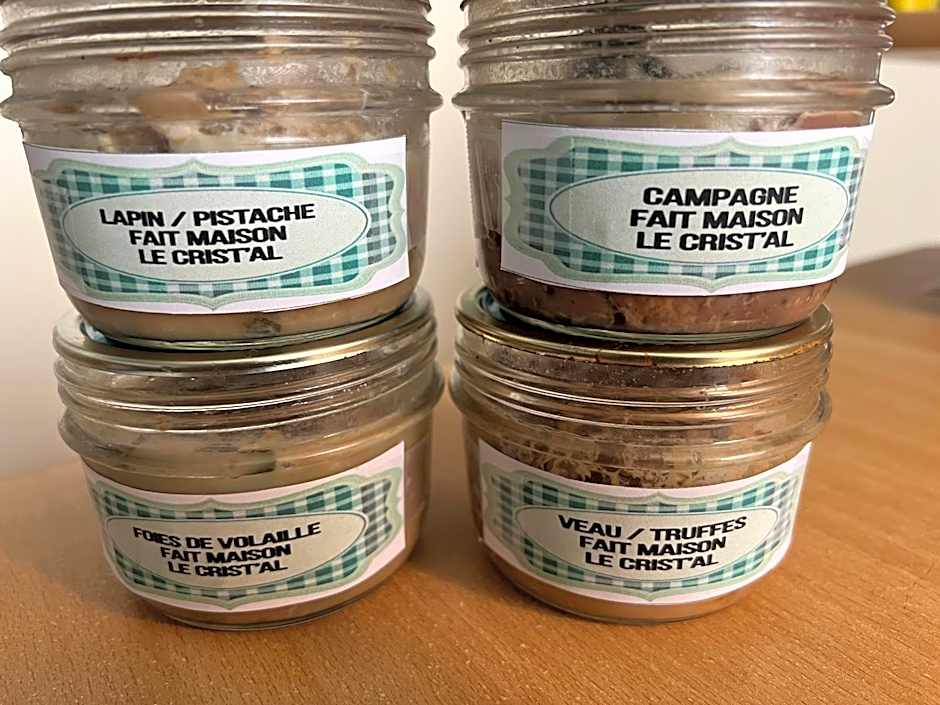 LAPIN / PISTACHE
FAIT MAISON
LE CRIST'AL
CAMPAGNE
FAIT MAISON
LE CRIST'AL
FOIES DE VOLAILLE
FAIT MAISON
LE CRIST'AL
VEAU / TRUFFES
FAIT MAISON
LE CRIST'AL